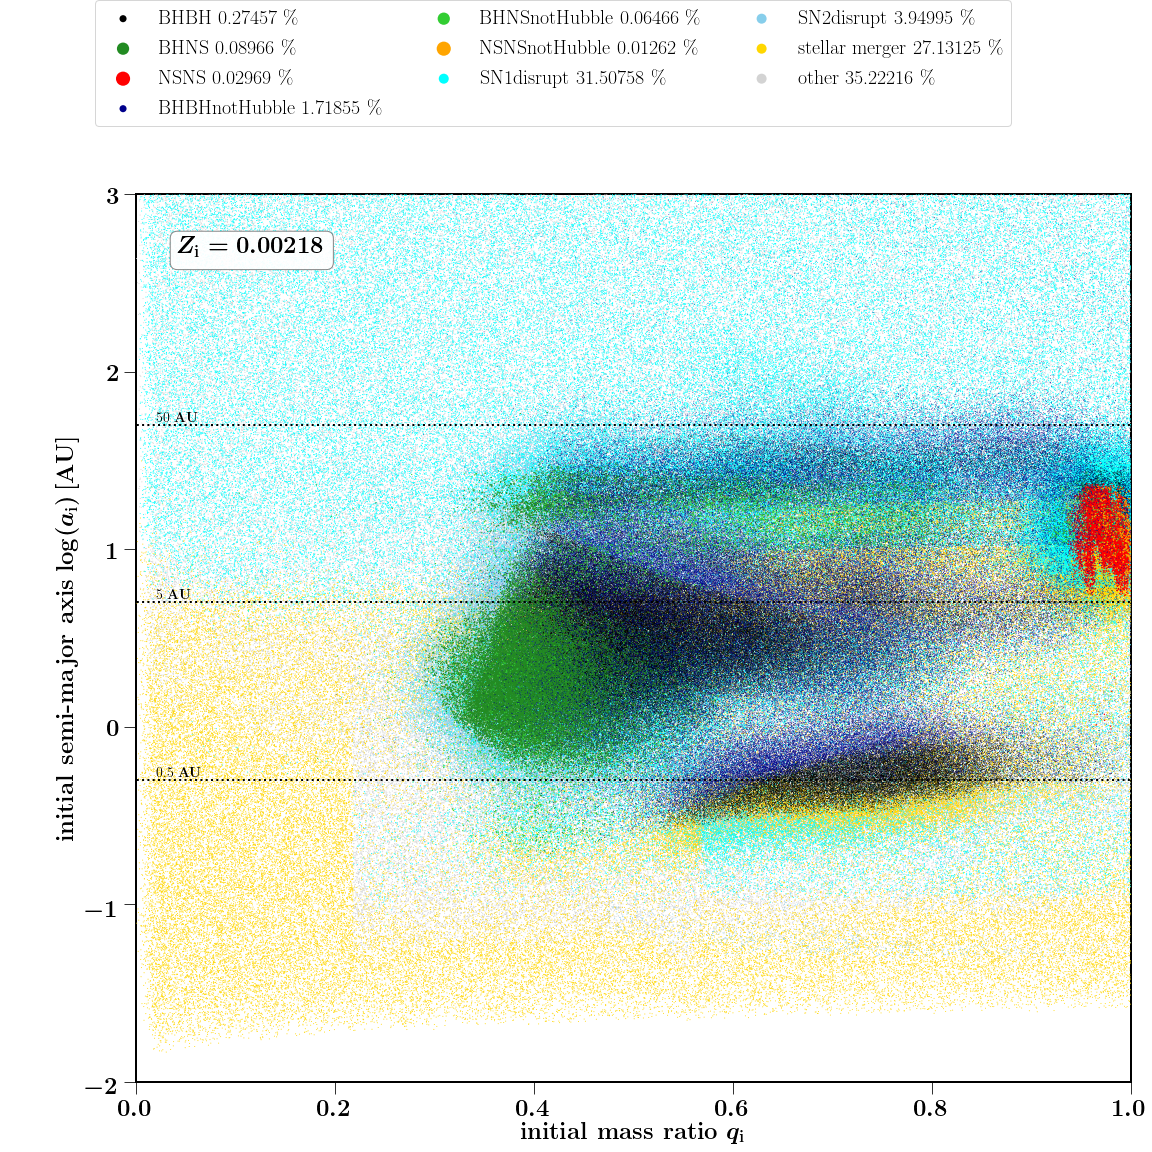 BHBH 0.27457 %
BHNS 0.08966 %
NSNS 0.02969 %
BHBHnotHubble 1.71855 %
BHNSnotHubble 0.06466 %
NSNSnotHubble 0.01262 %
SN1disrupt 31.50758 %
SN2disrupt 3.94995 %
stellar merger 27.13125 %
other 35.22216 %
3
Zᵢ = 0.00218
2
50 AU
1
5 AU
0
0.5 AU
−1
−2
initial semi-major axis log(aᵢ) [AU]
0.0 0.2 0.4 0.6 0.8 1.0
initial mass ratio qᵢ